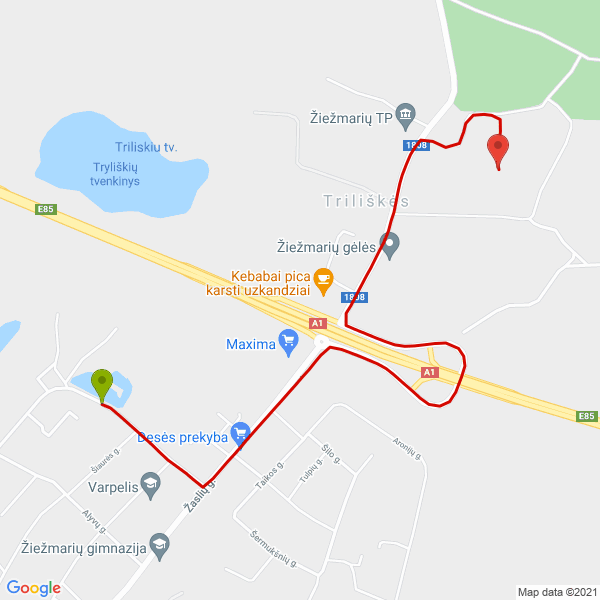 Žiežmarių TP
1808
Triliskiu tv.
Tryliškių
tvenkinys
Triliškės
E85
Žiežmarių gėlės
Kebabai pica
karsti uzkandziai
1808
A1
Maxima
A1
E85
Desės prekyba
Aronijų g.
Šilo g.
Šiaurės g.
Tulpių g.
Taikos g.
Varpelis
Žaslių g.
Alyvų g.
Šermukšnių g.
Žiežmarių gimnazija
Google
Map data ©2021